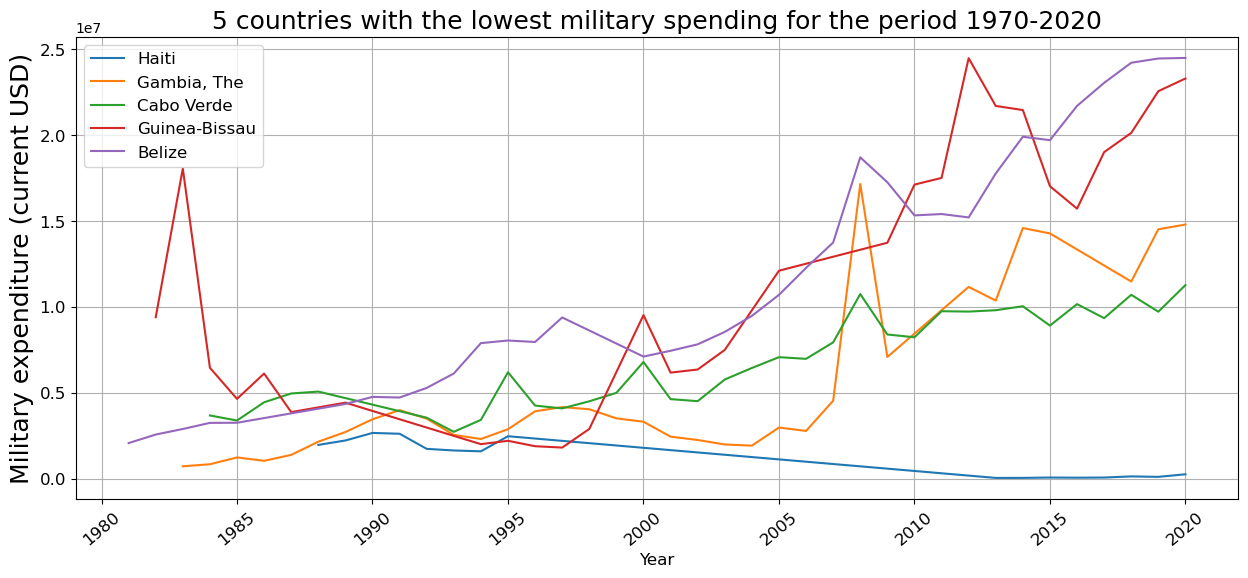 5 countries with the lowest military spending for the period 1970-2020
1e7
Military expenditure (current USD)
2.5
2.0
1.5
1.0
0.5
0.0
Haiti
Gambia, The
Cabo Verde
Guinea-Bissau
Belize
1980 1985 1990 1995 2000 2005 2010 2015 2020
Year